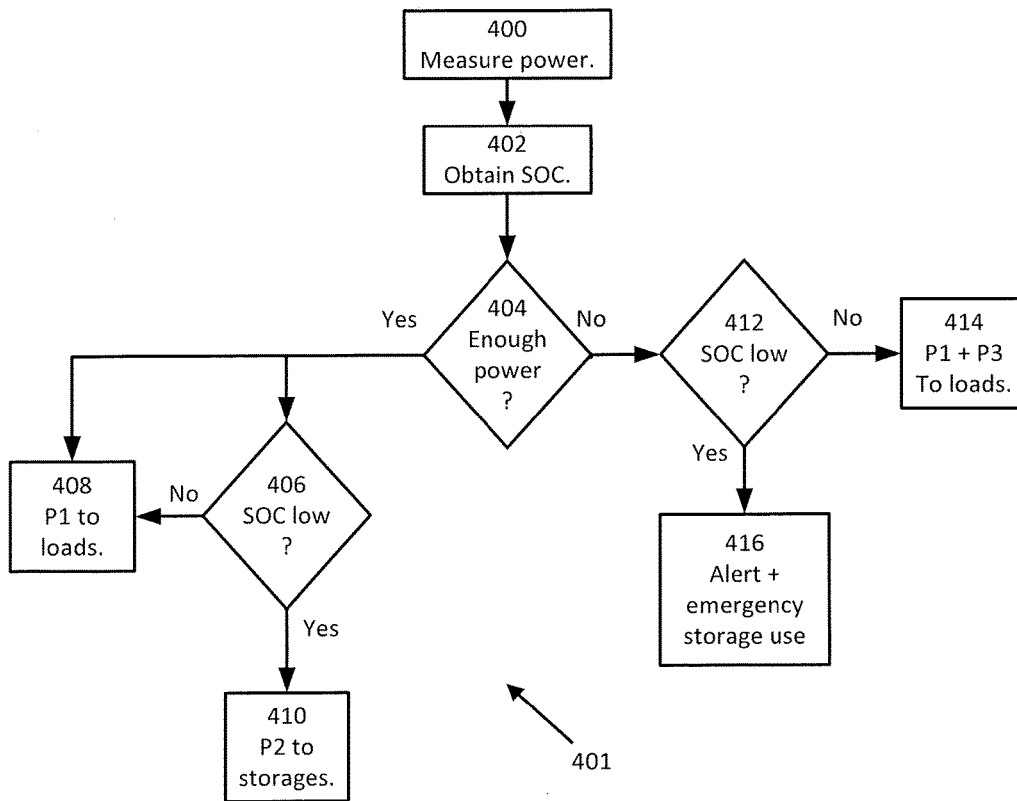 400
Measure power.
402
Obtain SOC.
Yes
404
Enough
power
?
No
412
SOC low
?
No
414
P1 + P3
To loads.
408
P1 to
loads.
No
406
SOC low
?
Yes
416
Alert +
emergency
storage use
Yes
410
P2 to
storages.
401